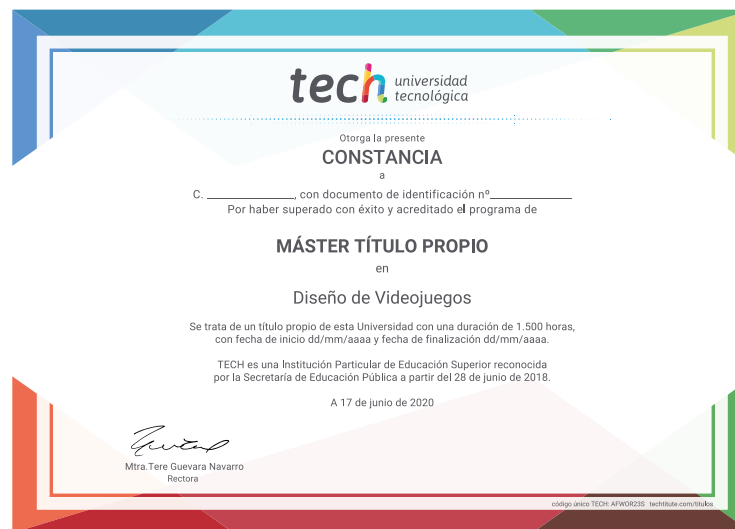 tech universidad
tecnológica
Otorga la presente
CONSTANCIA
a
C. ________________, con documento de identificación nº______________
Por haber superado con éxito y acreditado el programa de
MÁSTER TÍTULO PROPIO
en
Diseño de Videojuegos
Se trata de un título propio de esta Universidad con una duración de 1.500 horas,
con fecha de inicio dd/mm/aaaa y fecha de finalización dd/mm/aaaa.
TECH es una Institución Particular de Educación Superior reconocida
por la Secretaría de Educación Pública a partir del 28 de junio de 2018.
A 17 de junio de 2020
Mtra.Tere Guevara Navarro
Rectora
código único TECH: AFWOR23S techtitute.com/titulos